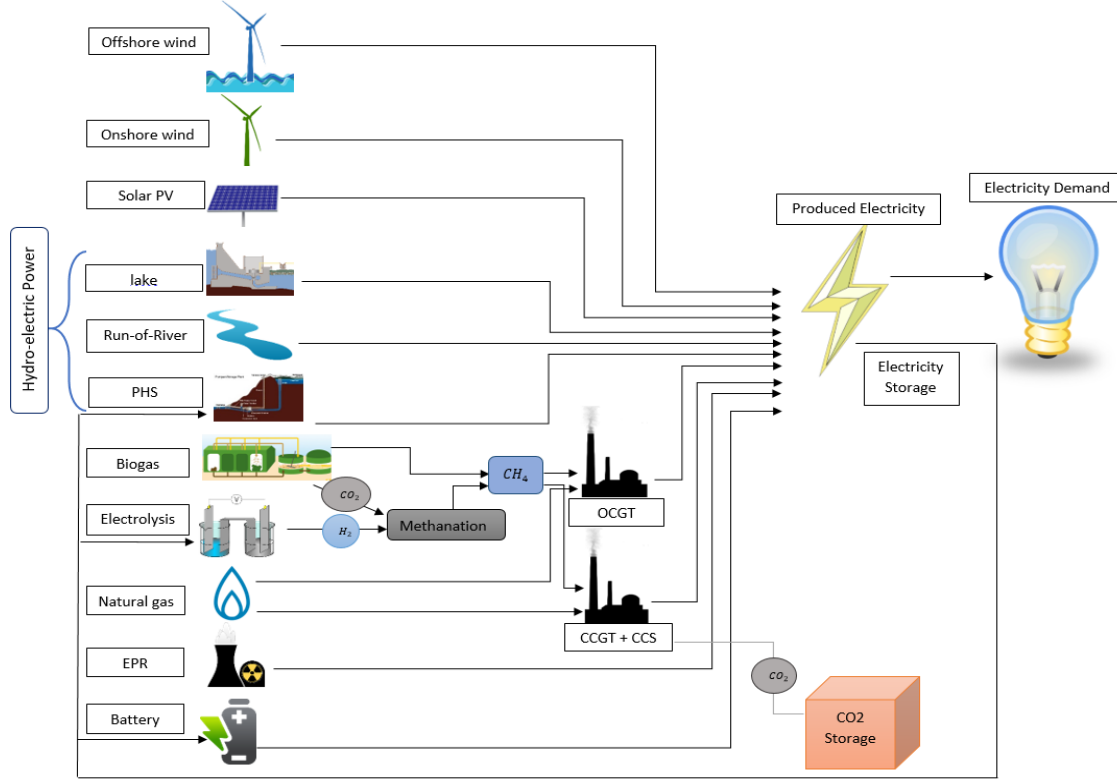 Offshore wind
Onshore wind
Solar PV
Produced Electricity
Electricity Demand
Hydro-electric Power
lake
Run-of-River
PHS
Electricity
Storage
Biogas
CH₄
CO₂
Electrolysis
H₂
Methanation
OCGT
Natural gas
CCGT + CCS
EPR
CO₂
Battery
CO2
Storage